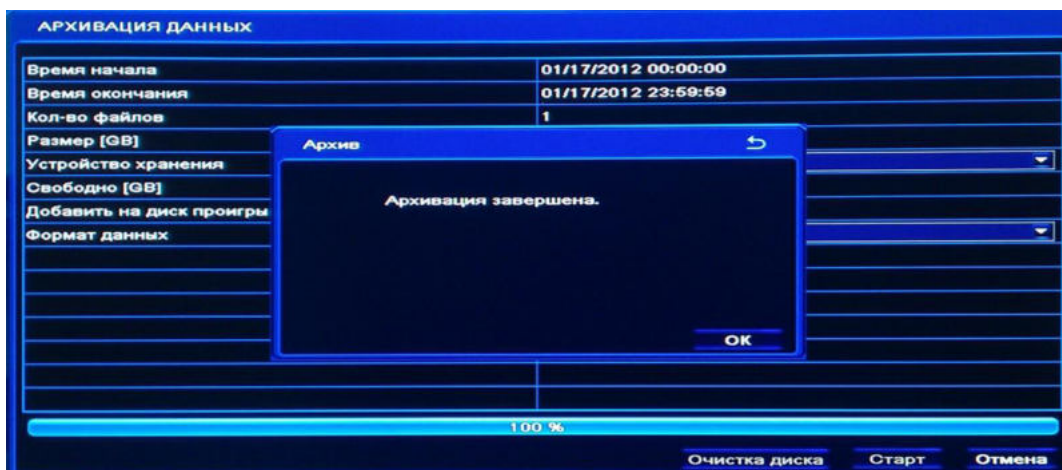 АРХИВАЦИЯ ДАННЫХ
Время начала 01/17/2012 00:00:00
Время окончания 01/17/2012 23:59:59
Кол-во файлов 1
Размер [GB]
Устройство хранения
Свободно [GB]
Добавить на диск проигры
Формат данных
Архив
Архивация завершена.
OK
100 %
Очистка диска Старт Отмена